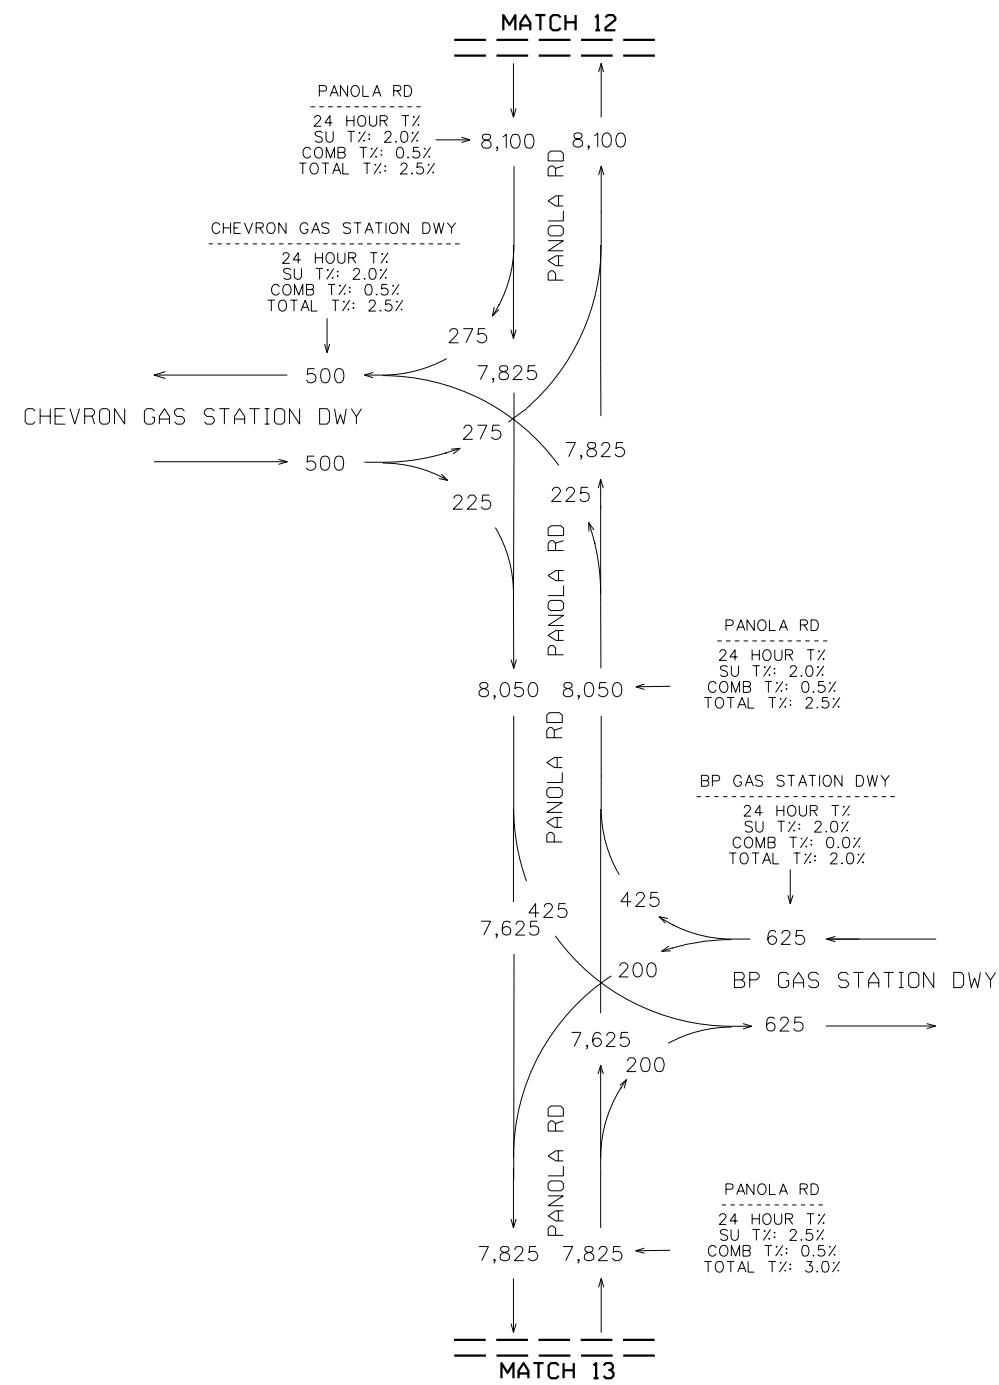 MATCH 12
PANOLA RD
24 HOUR T%
SU T%: 2.0%
COMB T%: 0.5%
TOTAL T%: 2.5%
8,100
8,100
PANOLA RD
CHEVRON GAS STATION DWY
24 HOUR T%
SU T%: 2.0%
COMB T%: 0.5%
TOTAL T%: 2.5%
275
500
7,825
CHEVRON GAS STATION DWY
275
7,825
500
225
225
PANOLA RD
PANOLA RD
24 HOUR T%
SU T%: 2.0%
COMB T%: 0.5%
TOTAL T%: 2.5%
8,050
8,050
PANOLA RD
BP GAS STATION DWY
24 HOUR T%
SU T%: 2.0%
COMB T%: 0.0%
TOTAL T%: 2.0%
425
425
7,625
625
200
BP GAS STATION DWY
625
7,625
200
PANOLA RD
PANOLA RD
24 HOUR T%
SU T%: 2.5%
COMB T%: 0.5%
TOTAL T%: 3.0%
7,825
7,825
MATCH 13